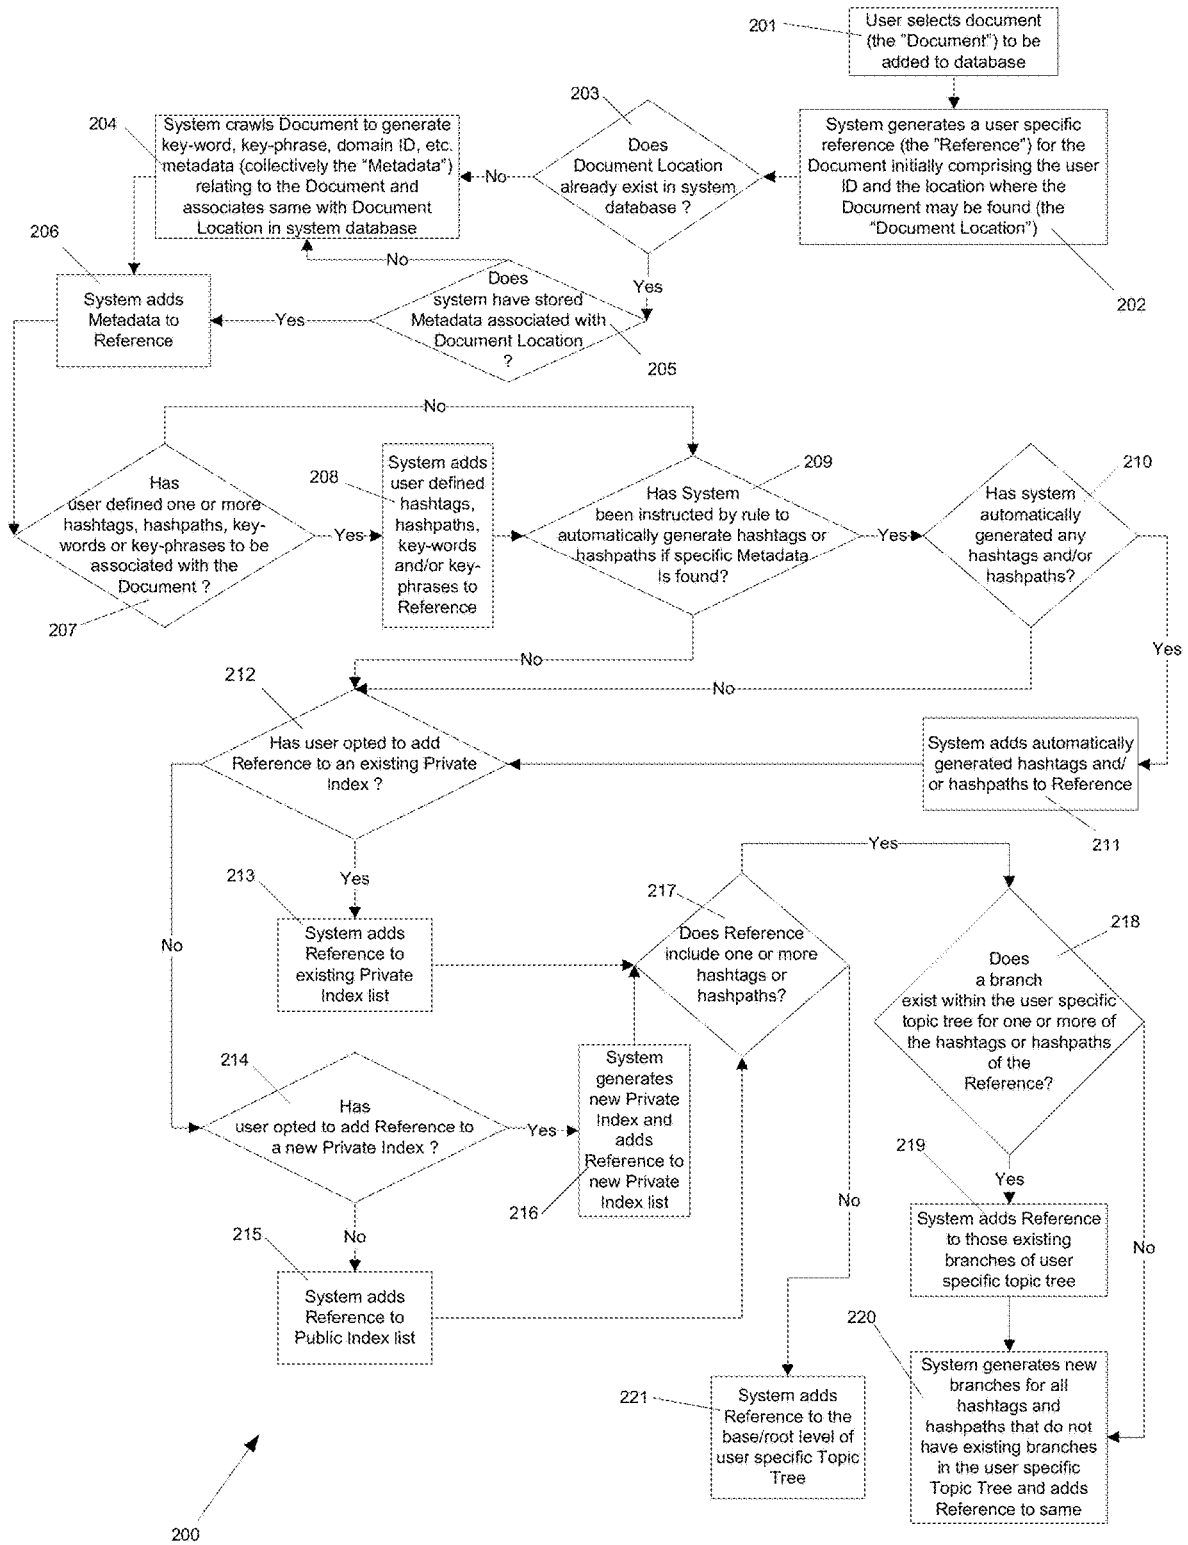 201
User selects document
(the "Document") to be
added to database
203
204
System crawls Document to generate
key-word, key-phrase, domain ID, etc.
metadata (collectively the "Metadata")
relating to the Document and
associates same with Document
Location in system database
No
Does
Document Location
already exist in system
database ?
System generates a user specific
reference (the "Reference") for the
Document initially comprising the user
ID and the location where the
Document may be found (the
"Document Location")
202
206
No
Yes
System adds
Metadata to
Reference
Yes
Does
system have stored
Metadata associated with
Document Location
?
205
No
Has
user defined one or more
hashtags, hashpaths, key-
words or key-phrases to be
associated with the
Document ?
207
Yes
208
System adds
user defined
hashtags,
hashpaths,
key-words
and/or key-
phrases to
Reference
209
Has System
been instructed by rule to
automatically generate hashtags or
hashpaths if specific Metadata
is found?
Yes
210
Has system
automatically
generated any
hashtags and/or
hashpaths?
Yes
No
No
212
Has user opted to add
Reference to an existing Private
Index ?
System adds automatically
generated hashtags and/
or hashpaths to Reference
211
Yes
213
System adds
Reference to
existing Private
Index list
No
217
Does Reference
include one or more
hashtags or
hashpaths?
Yes
218
Does
a branch
exist within the user specific
topic tree for one or more of
the hashtags or hashpaths
of the
Reference?
214
Has
user opted to add Reference to
a new Private Index ?
Yes
System
generates
new Private
Index and
adds
Reference to
new Private
Index list
216
No
215
System adds
Reference to
Public Index list
No
219
Yes
System adds Reference
to those existing
branches of user
specific topic tree
No
220
System generates new
branches for all
hashtags and
hashpaths that do not
have existing branches
in the user specific
Topic Tree and adds
Reference to same
221
System adds
Reference to the
base/root level of
user specific Topic
Tree
200